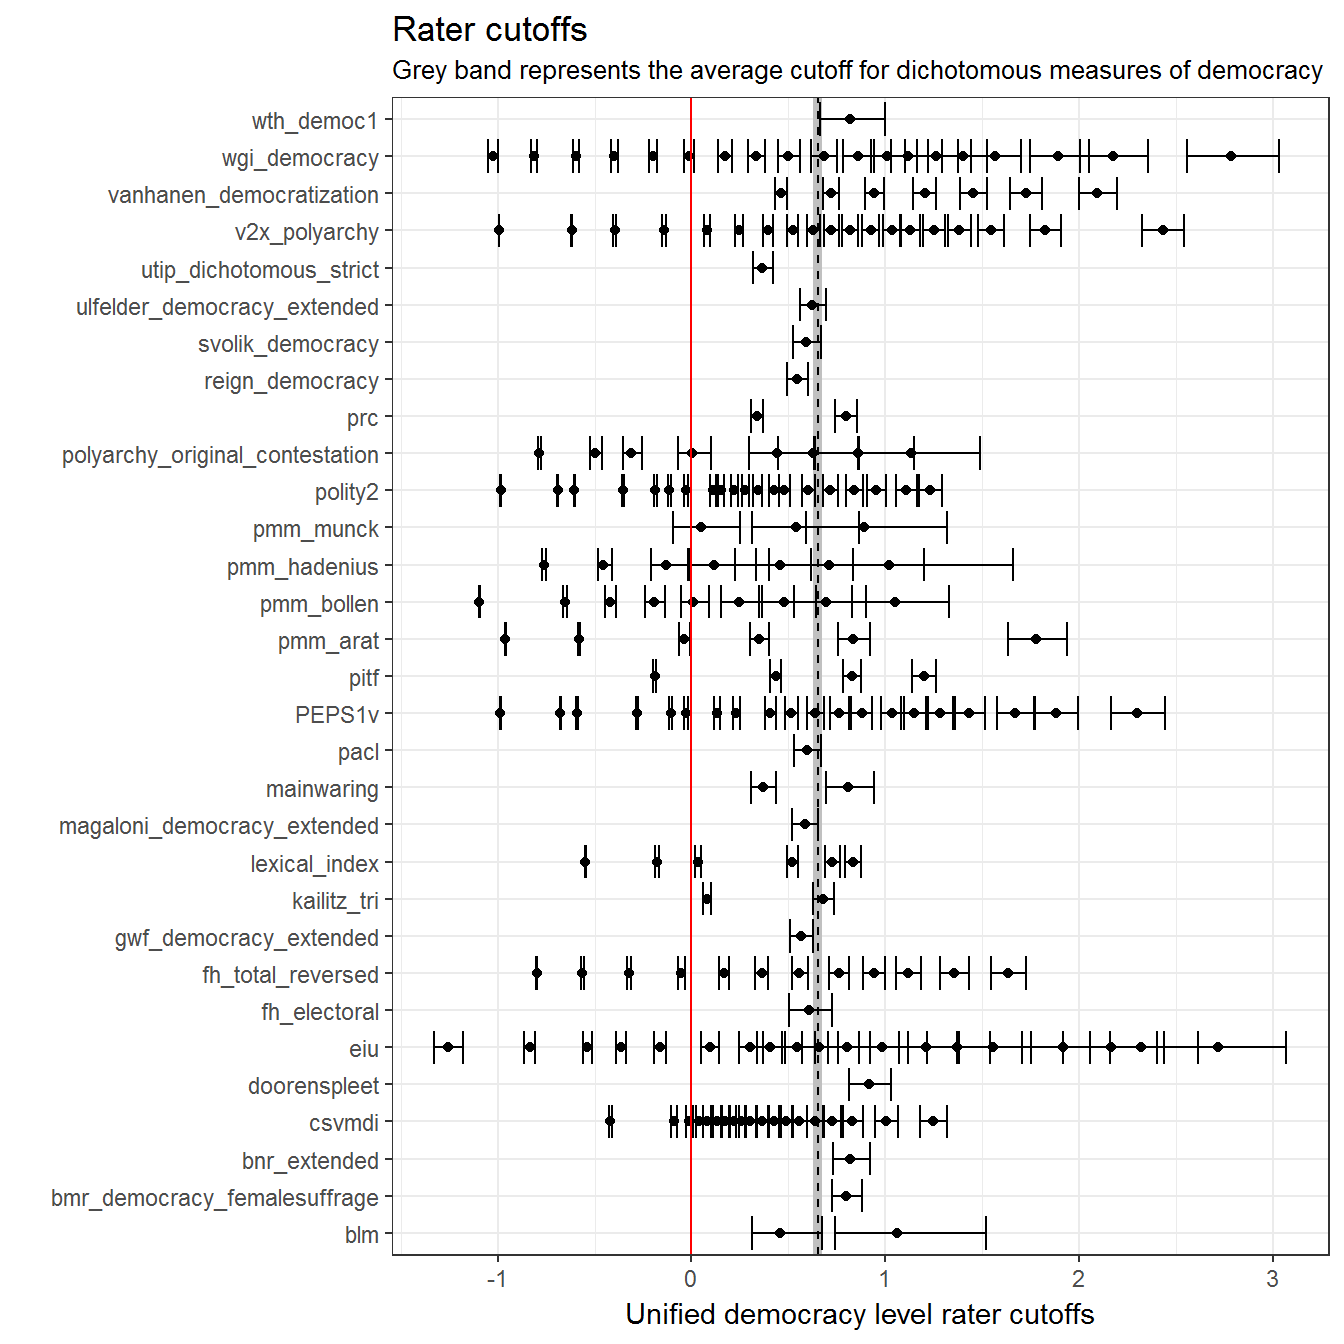 Rater cutoffs
Grey band represents the average cutoff for dichotomous measures of democracy
wth_democ1
wgi_democracy
vanhanen_democratization
v2x_polyarchy
utip_dichotomous_strict
ulfelder_democracy_extended
svolik_democracy
reign_democracy
prc
polyarchy_original_contestation
polity2
pmm_munck
pmm_hadenius
pmm_bollen
pmm_arat
pitf
PEPS1v
pacl
mainwaring
magaloni_democracy_extended
lexical_index
kailitz_tri
gwf_democracy_extended
fh_total_reversed
fh_electoral
eiu
doorenspleet
csvmdi
bnr_extended
bmr_democracy_femalesuffrage
blm
-1 0 1 2 3
Unified democracy level rater cutoffs